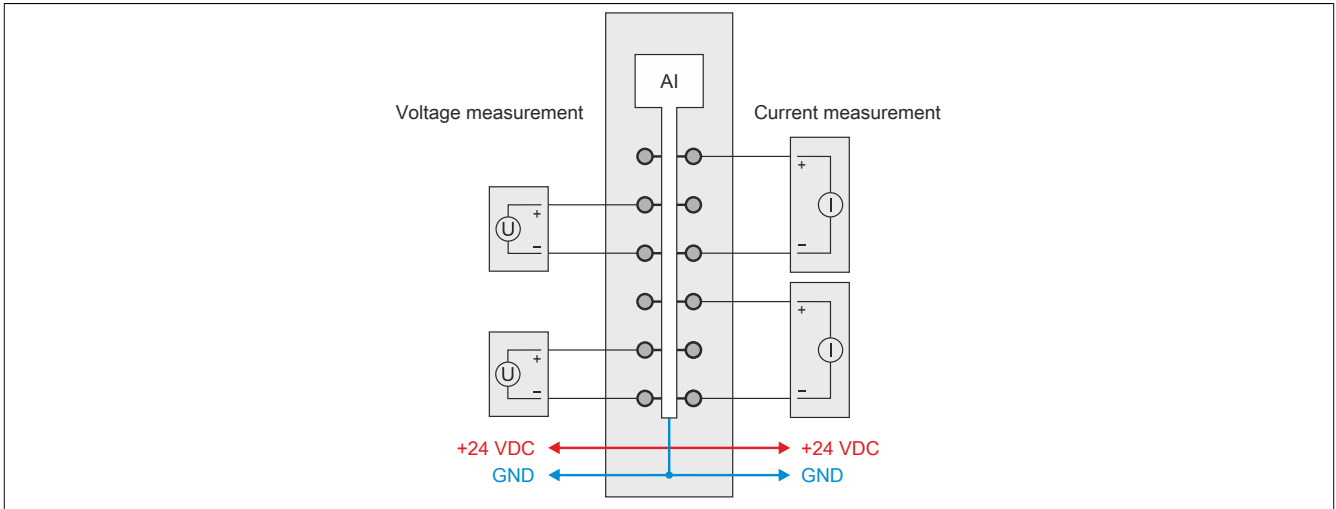 AI
Voltage measurement
Current measurement
+
I
−
U
+
−
+
I
−
U
+
−
+24 VDC
+24 VDC
GND
GND